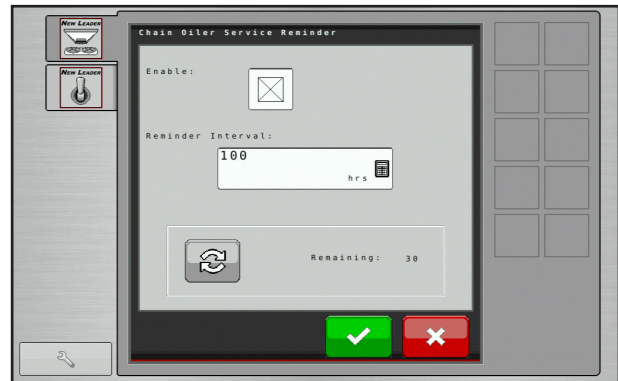 NEW LEADER
Chain Oiler Service Reminder
Enable:
NEW LEADER
Reminder Interval:
100
hrs
Remaining: 30